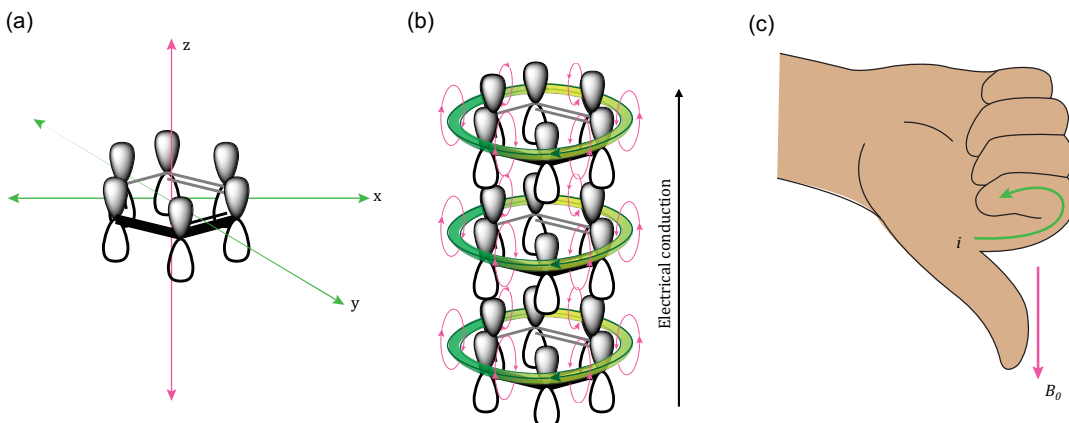 (a)
z
x
y
(b)
Electrical conduction
(c)
i
B₀